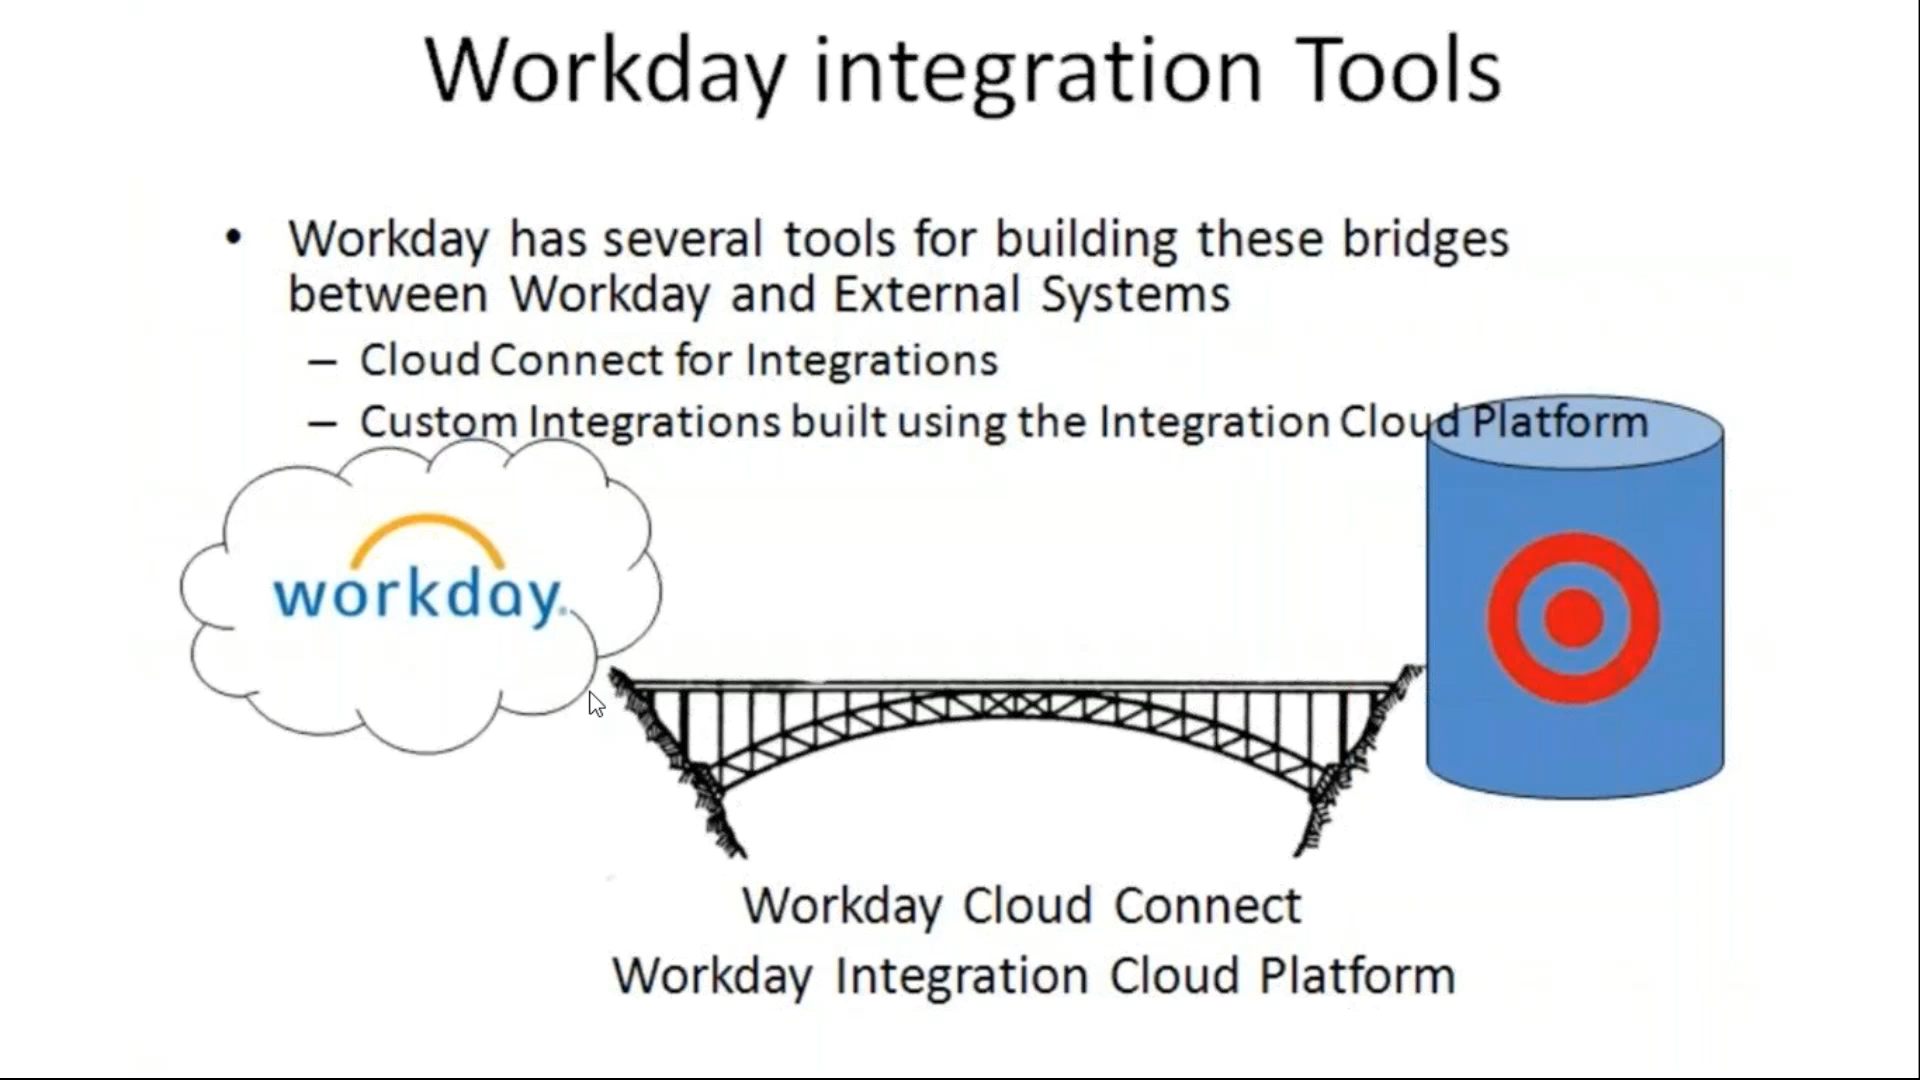 Workday integration Tools
• Workday has several tools for building these bridges
between Workday and External Systems
– Cloud Connect for Integrations
– Custom Integrations built using the Integration Cloud Platform
workday.
Workday Cloud Connect
Workday Integration Cloud Platform